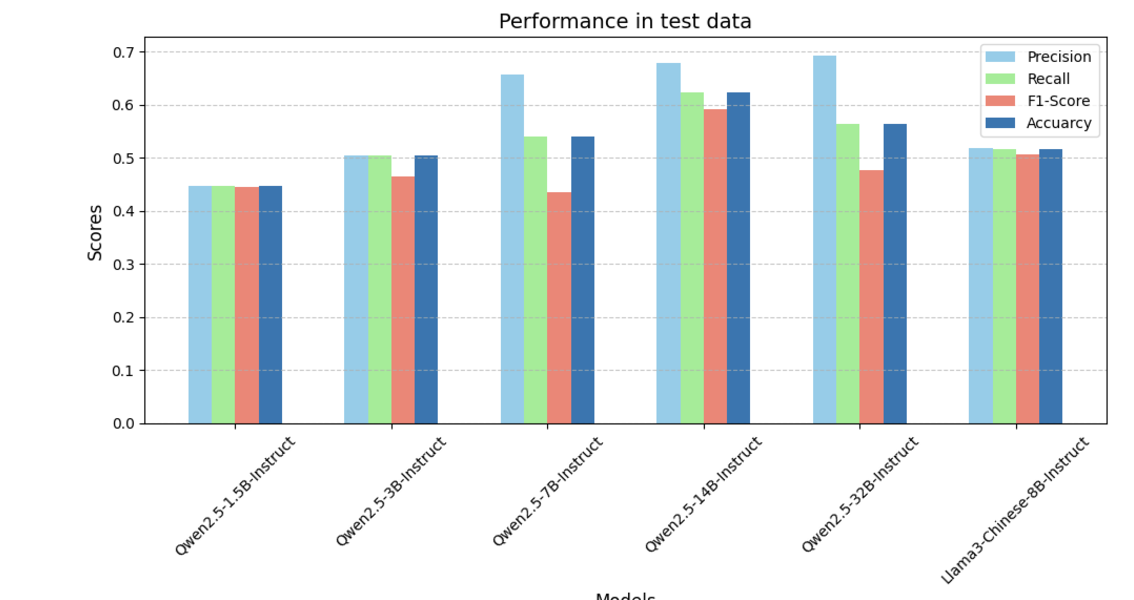 Performance in test data
0.7
0.6
0.5
0.4
0.3
0.2
0.1
0.0
Scores
Precision
Recall
F1-Score
Accuarcy
Qwen2.5-1.5B-Instruct
Qwen2.5-3B-Instruct
Qwen2.5-7B-Instruct
Qwen2.5-14B-Instruct
Qwen2.5-32B-Instruct
Llama3-Chinese-8B-Instruct
Models